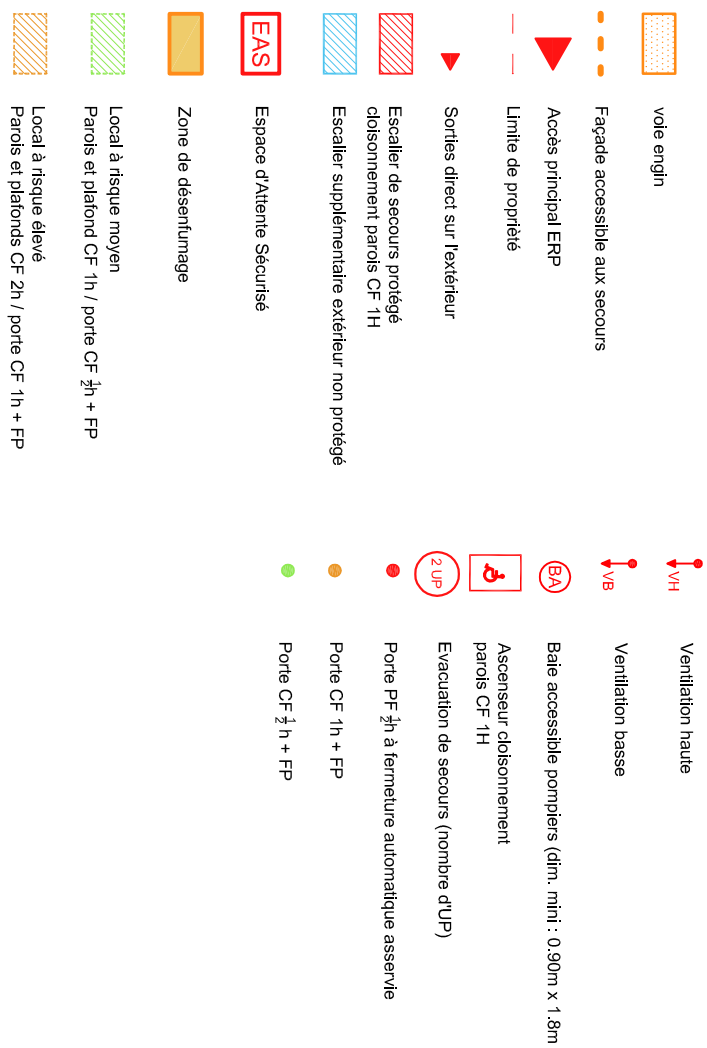 voie engin
Façade accessible aux secours
Accès principal ERP
Limite de propriètè
Sorties direct sur l'extérieur
Escalier de secours protégé
cloisonnement parois CF 1H
Escalier supplémentaire extérieur non protégé
EAS
Espace d'Attente Sécurisé
Zone de désenfumage
Local à risque moyen
Parois et plafond CF 1h / porte CF ½h + FP
Local à risque élevé
Parois et plafonds CF 2h / porte CF 1h + FP
VH
Ventilation haute
VB
Ventilation basse
BA
Baie accessible pompiers (dim. mini : 0.90m x 1.8m
Ascenseur cloisonnement
parois CF 1H
2 UP
Evacuation de secours (nombre d'UP)
Porte PF ½h à fermeture automatique asservie
Porte CF 1h + FP
Porte CF ½ h + FP